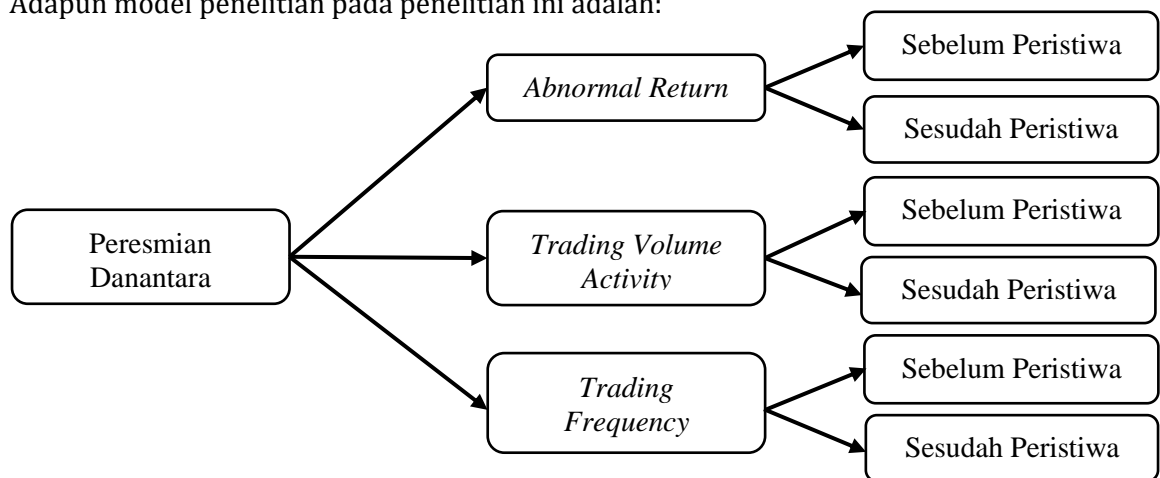 Adapun model penelitian pada penelitian ini adalah:
Sebelum Peristiwa
Abnormal Return
Sesudah Peristiwa
Peresmian
Danantara
Sebelum Peristiwa
Trading Volume
Activity
Sesudah Peristiwa
Sebelum Peristiwa
Trading
Frequency
Sesudah Peristiwa